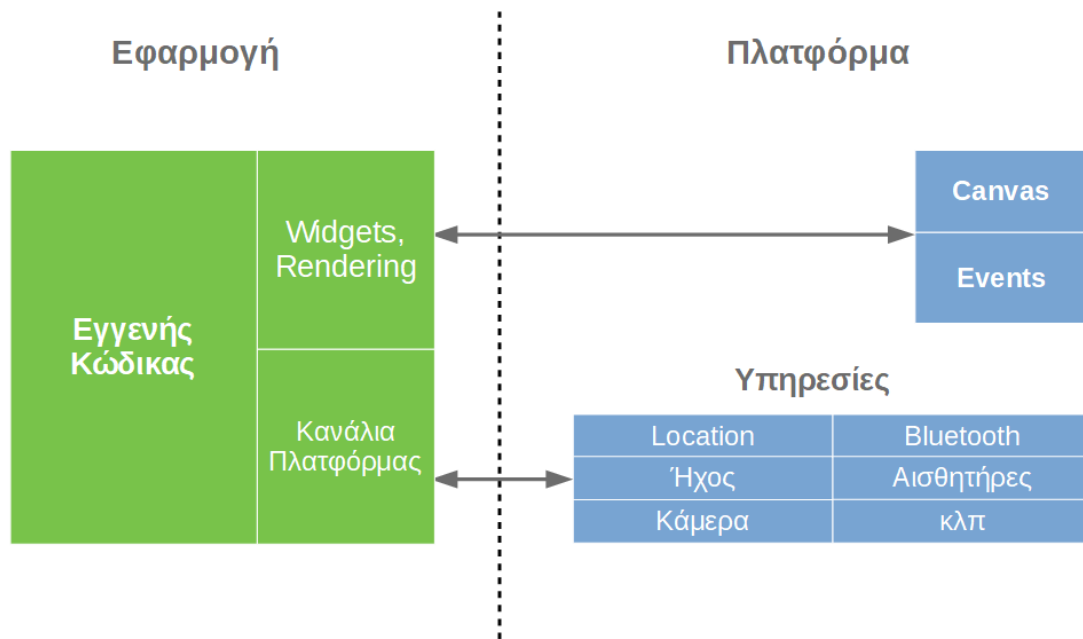 Εφαρμογή
Πλατφόρμα
Εγγενής
Κώδικας
Widgets,
Rendering
Κανάλια
Πλατφόρμας
Canvas
Events
Υπηρεσίες
Location
Bluetooth
Ήχος
Αισθητήρες
Κάμερα
κλπ